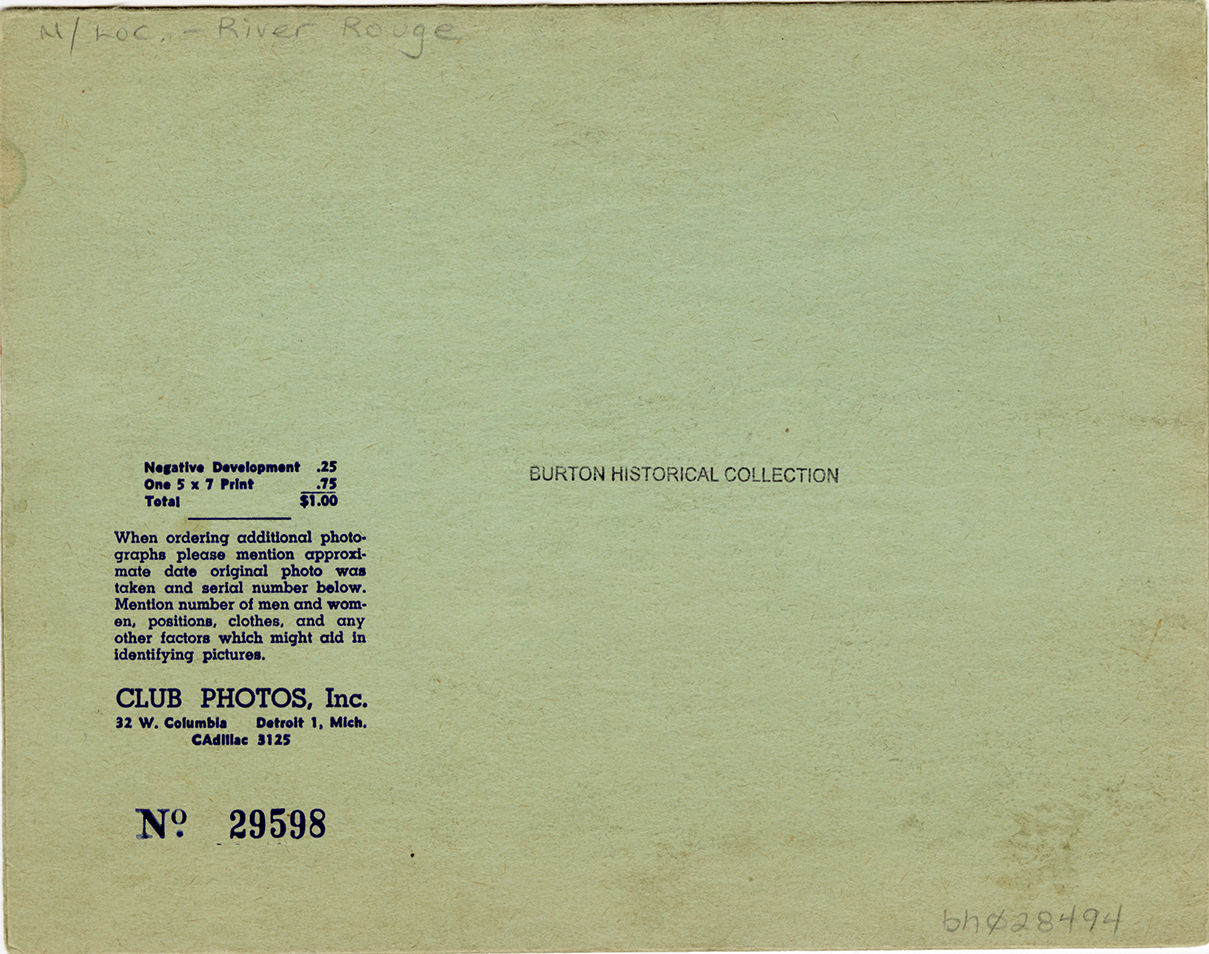 M/Loc. - River Rouge
Negative Development .25
One 5 x 7 Print .75
Total $1.00
When ordering additional photo-
graphs please mention approxi-
mate date original photo was
taken and serial number below.
Mention number of men and wom-
en, positions, clothes, and any
other factors which might aid in
identifying pictures.
CLUB PHOTOS, Inc.
32 W. Columbia Detroit 1, Mich.
CAdillac 3125
Nº. 29598
BURTON HISTORICAL COLLECTION
bhø28494